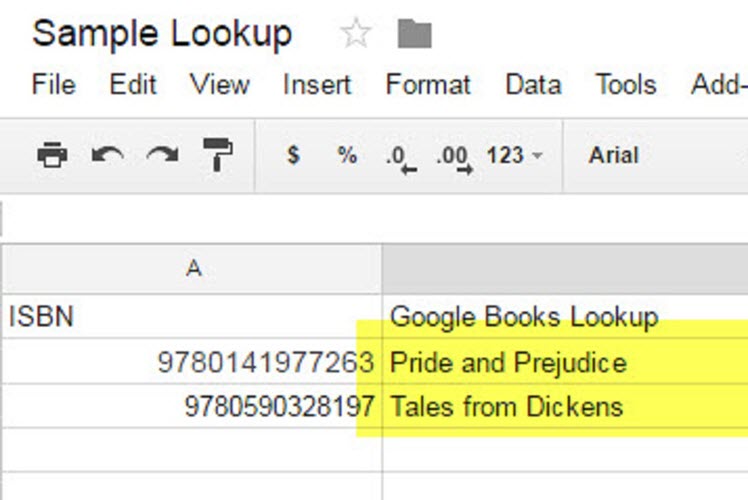 Sample Lookup
File Edit View Insert Format Data Tools Add-
$ % .0 .00 123 Arial
A
ISBN Google Books Lookup
9780141977263 Pride and Prejudice
9780590328197 Tales from Dickens